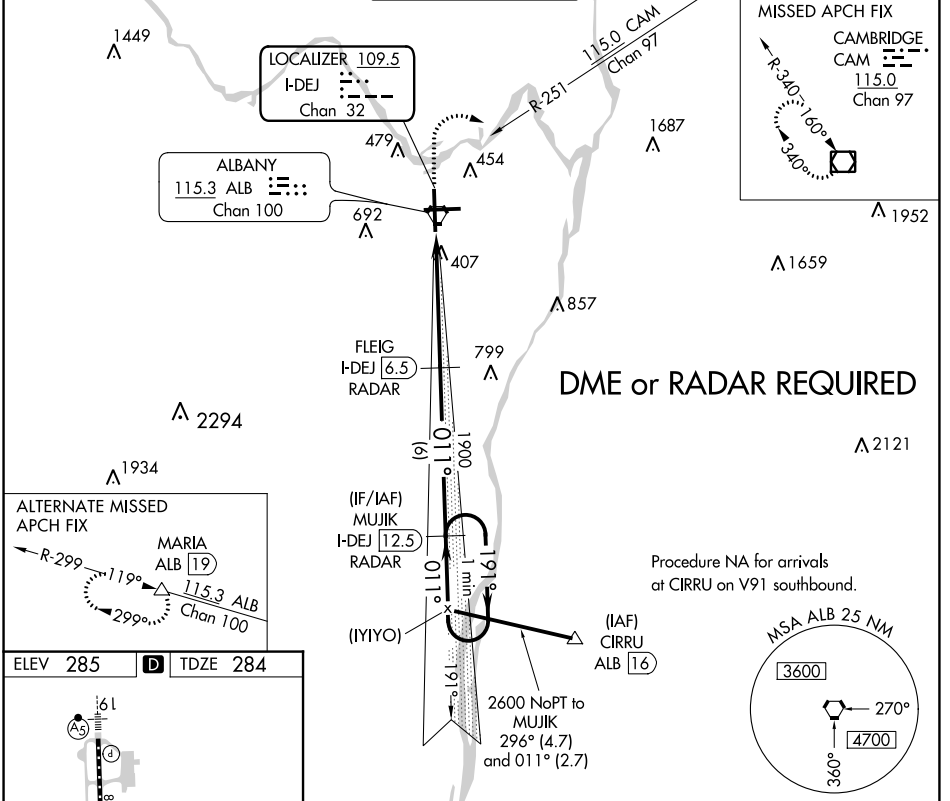 1449
LOCALIZER 109.5
I-DEJ
Chan 32
115.0 CAM
Chan 97
R-251
MISSED APCH FIX
CAMBRIDGE
CAM
115.0
Chan 97
R-340
160°
340°
479
454
1687
ALBANY
115.3 ALB
Chan 100
692
1952
407
1659
857
FLEIG
I-DEJ 6.5
RADAR
799
DME or RADAR REQUIRED
2294
011°
(6)
1900
2121
1934
ALTERNATE MISSED
APCH FIX
R-299
119°
299°
MARIA
ALB 19
115.3 ALB
Chan 100
(IF/IAF)
MUJIK
I-DEJ 12.5
RADAR
011°
1 min
191°
(IYIYO)
191°
(IAF)
CIRRU
ALB 16
2600 NoPT to
MUJIK
296° (4.7)
and 011° (2.7)
Procedure NA for arrivals
at CIRRU on V91 southbound.
MSA ALB 25 NM
3600
270°
4700
360°
ELEV 285 D TDZE 284
19
A5
P
8